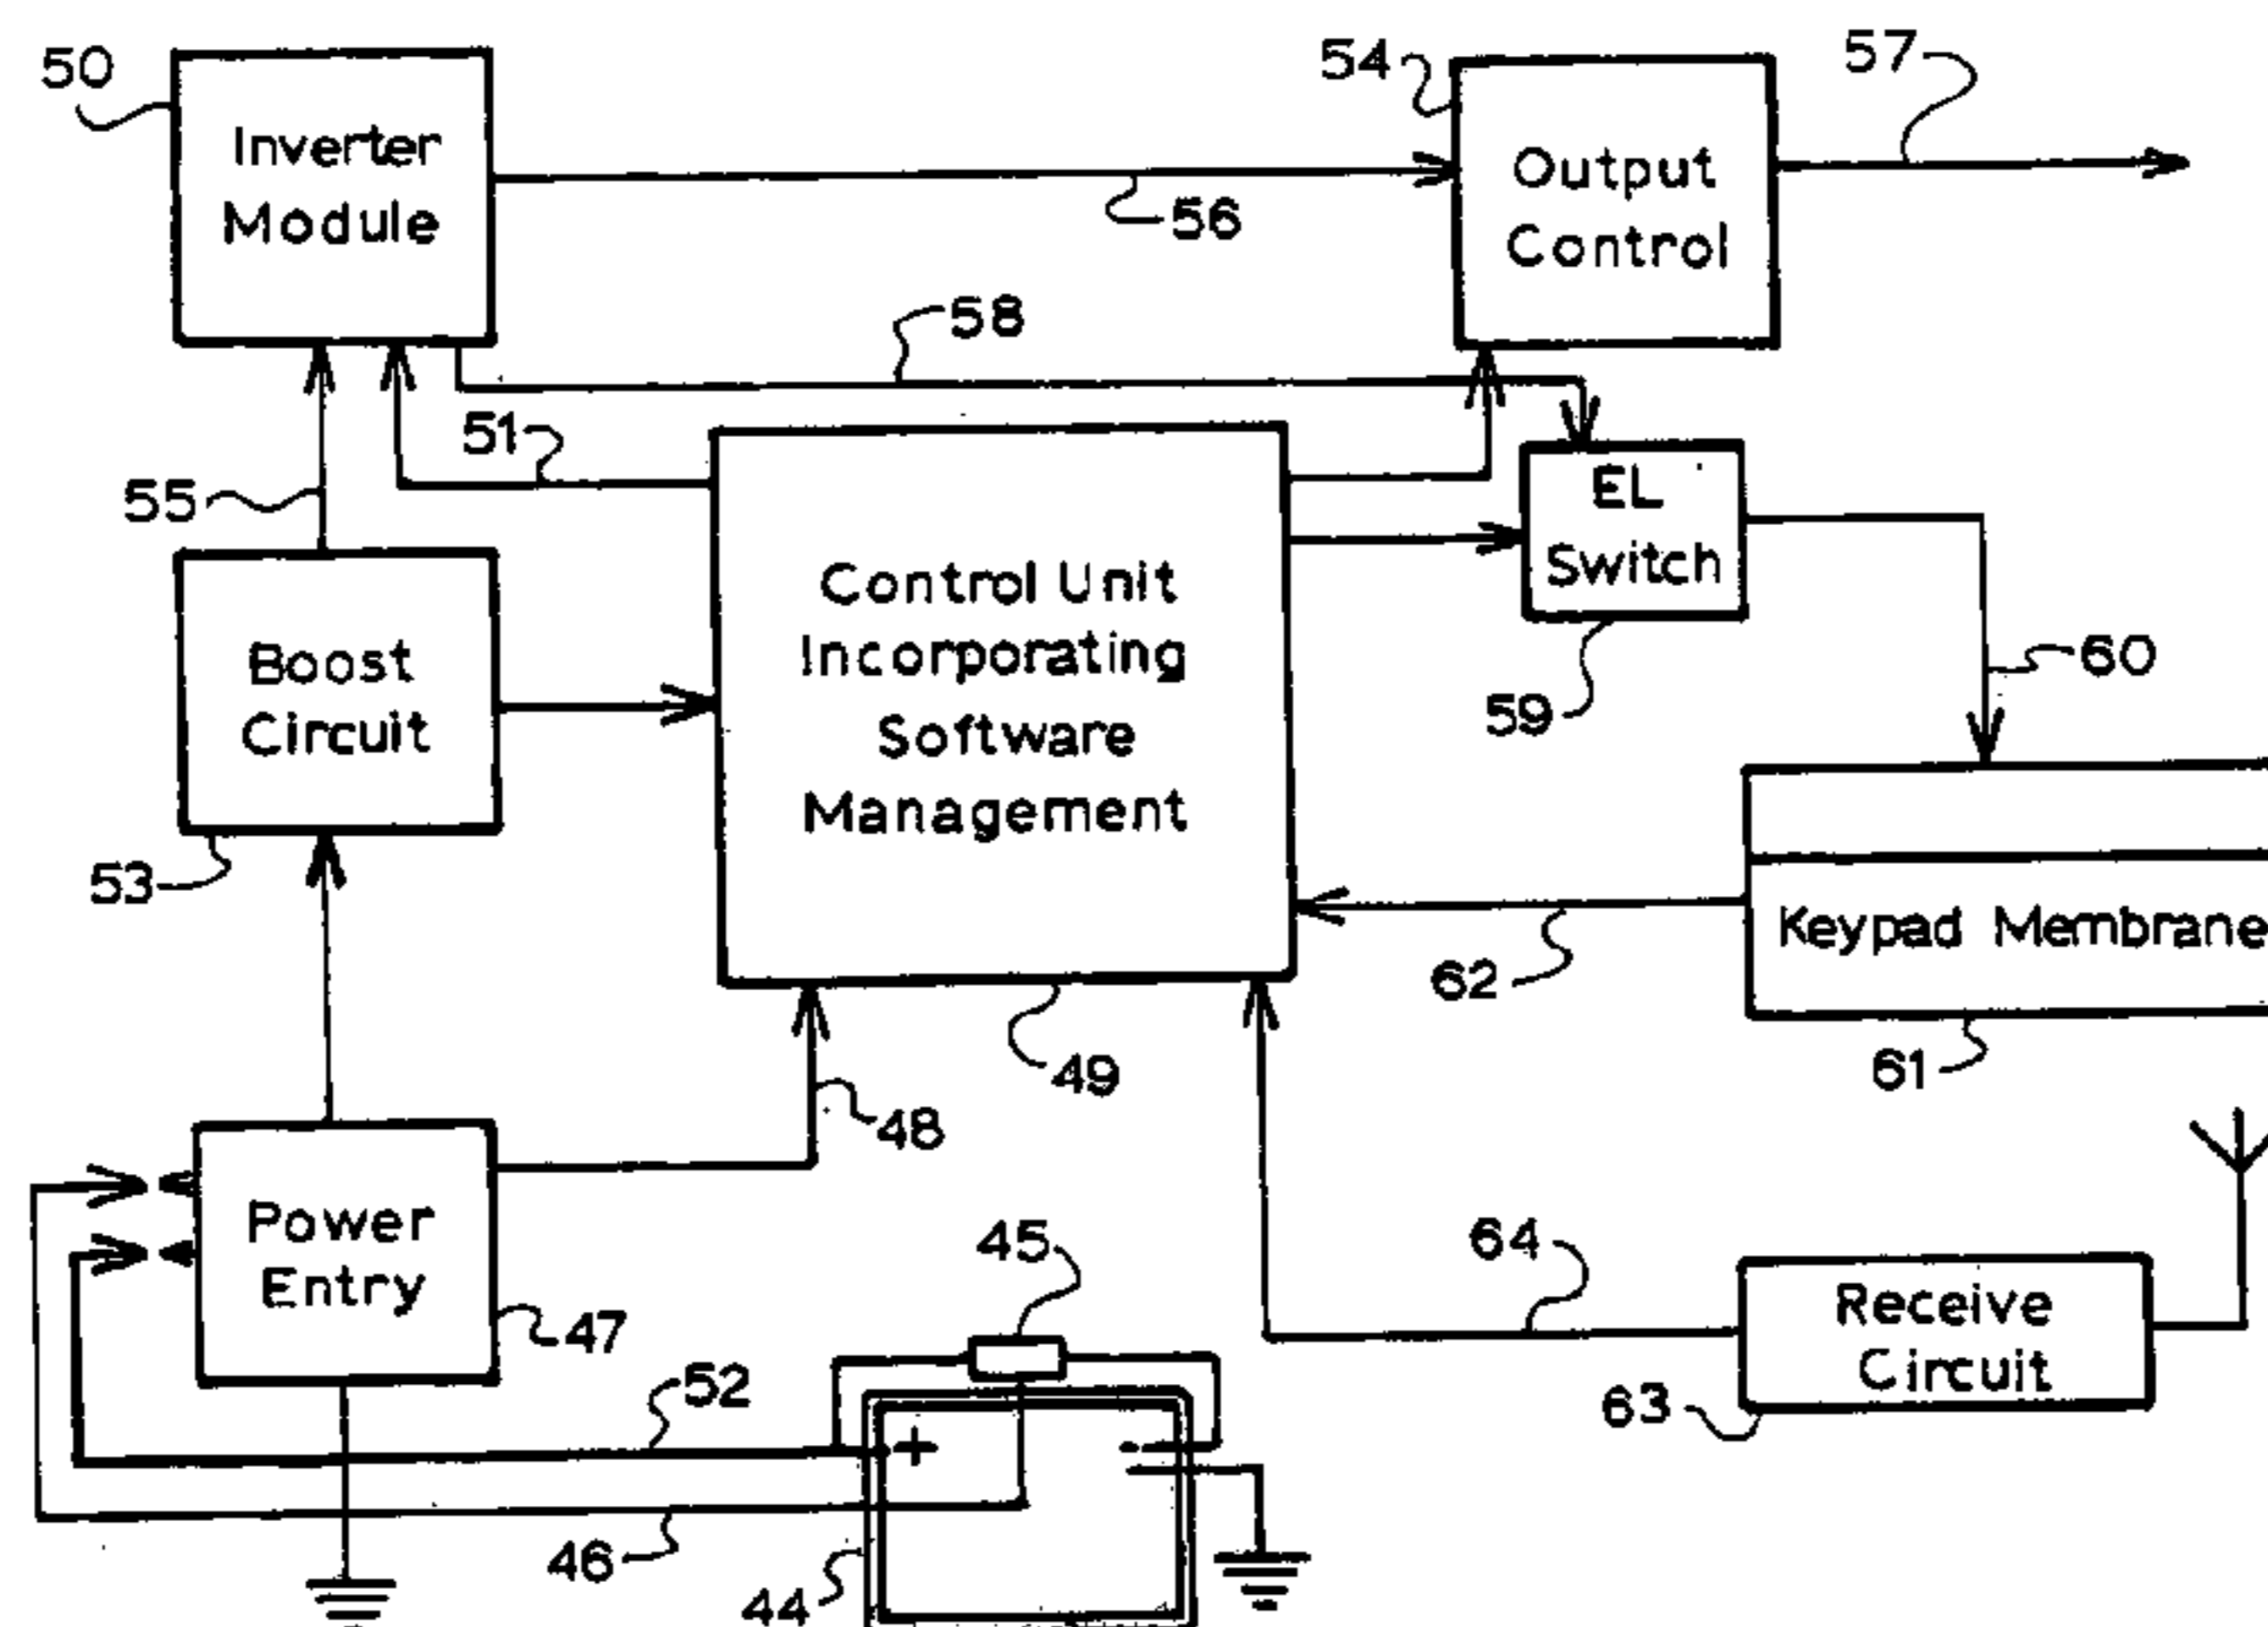 50
Inverter
Module
54
57
Output
Control
56
58
51
55
EL
Switch
Control Unit
Incorporating
Software
Management
Boost
Circuit
60
59
53
Keypad Membrane
62
49
61
48
Power
Entry
45
64
47
Receive
Circuit
52
63
+
-
46
44